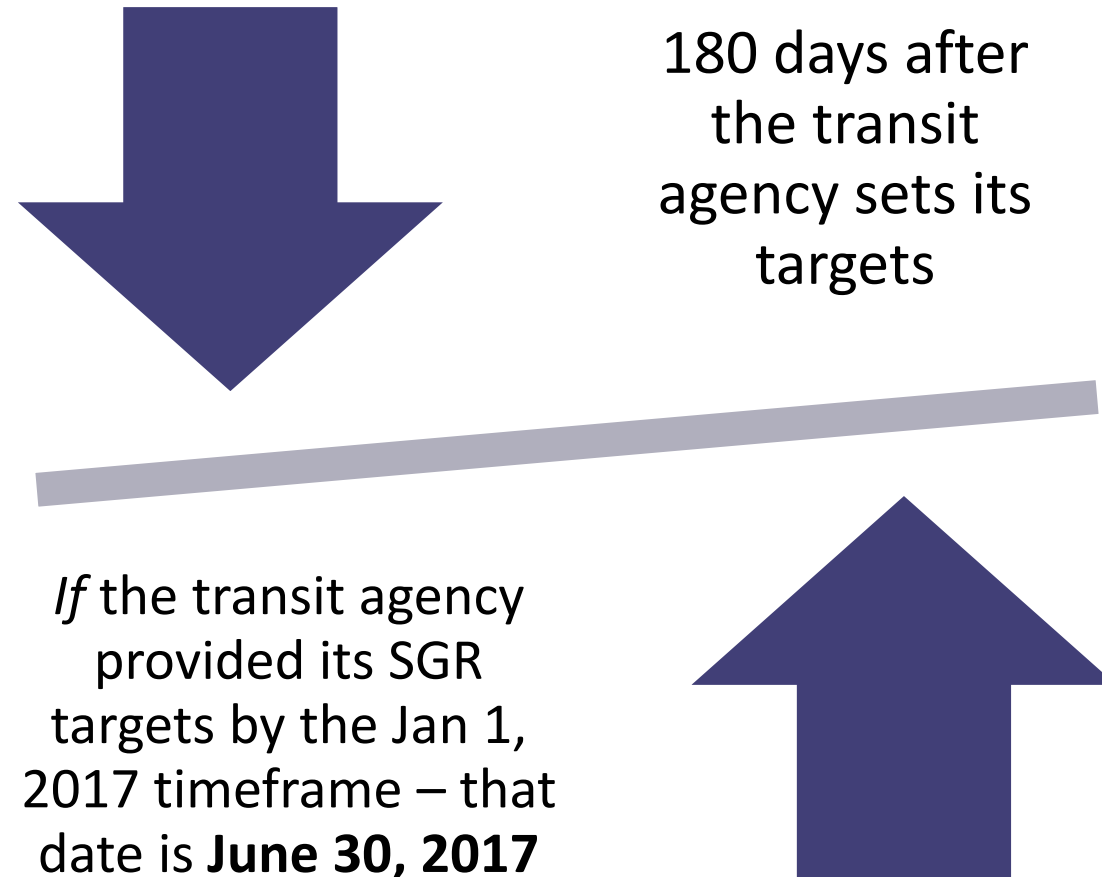 180 days after
the transit
agency sets its
targets
If the transit agency
provided its SGR
targets by the Jan 1,
2017 timeframe – that
date is June 30, 2017